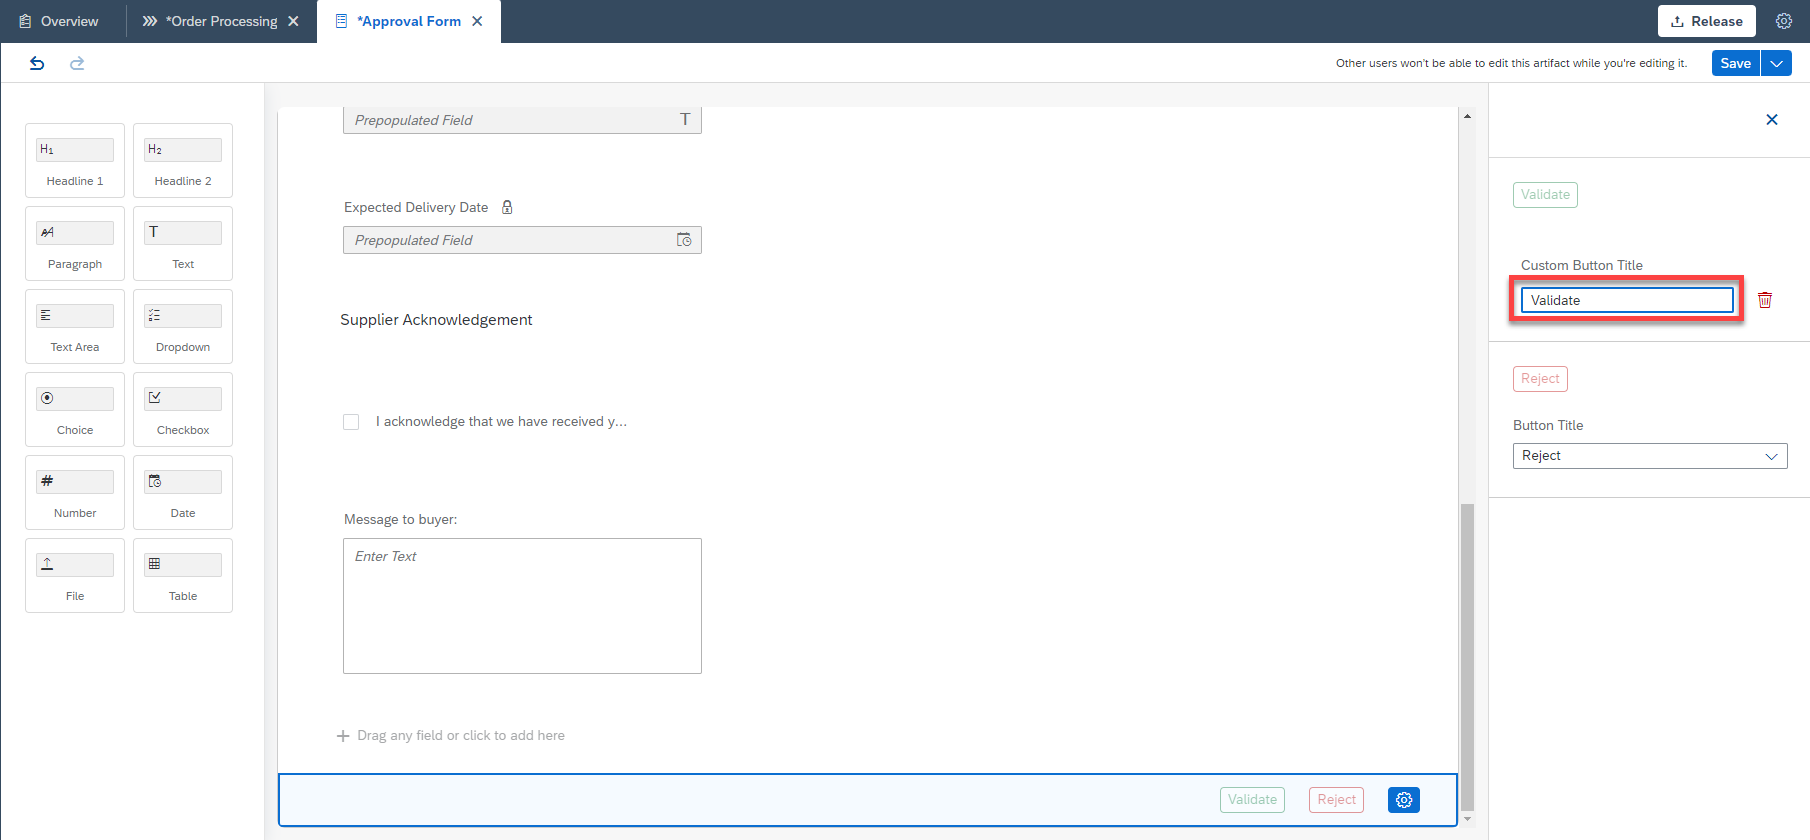 Overview
*Order Processing
*Approval Form
Release
Other users won't be able to edit this artifact while you're editing it.
Save
H1
Headline 1
H2
Headline 2
AA
Paragraph
T
Text
Text Area
Dropdown
Choice
Checkbox
#
Number
Date
File
Table
Prepopulated Field
T
Expected Delivery Date
Prepopulated Field
Supplier Acknowledgement
I acknowledge that we have received y...
Message to buyer:
Enter Text
Drag any field or click to add here
Validate
Reject
Validate
Custom Button Title
Validate
Reject
Button Title
Reject